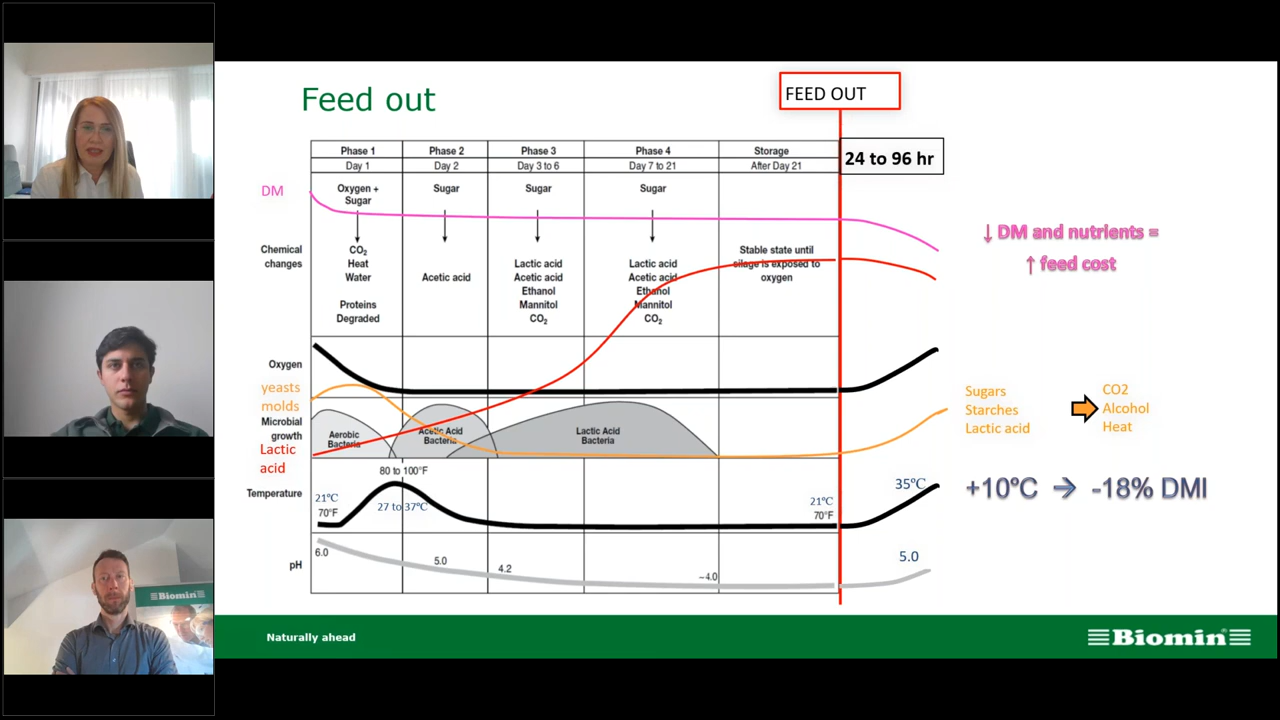 Feed out
FEED OUT
24 to 96 hr
Phase 1
Phase 2
Phase 3
Phase 4
Storage
Day 1
Day 2
Day 3 to 6
Day 7 to 21
After Day 21
DM
Oxygen +
Sugar
Sugar
Sugar
Sugar
Chemical
changes
CO2
Heat
Water
Proteins
Degraded
Acetic acid
Lactic acid
Acetic acid
Ethanol
Mannitol
CO2
Lactic acid
Acetic acid
Ethanol
Mannitol
CO2
Stable state until
silage is exposed to
oxygen
↓ DM and nutrients =
↑ feed cost
Oxygen
yeasts
molds
Microbial
growth
Lactic
acid
Aerobic
Bacteria
Acetic Acid
Bacteria
Lactic Acid
Bacteria
Sugars
Starches
Lactic acid
CO2
Alcohol
Heat
Temperature
21°C
70°F
80 to 100°F
27 to 37°C
21°C
70°F
35°C
+10°C → -18% DMI
pH
6.0
5.0
4.2
~4.0
5.0
Naturally ahead
Biomin
Biomin